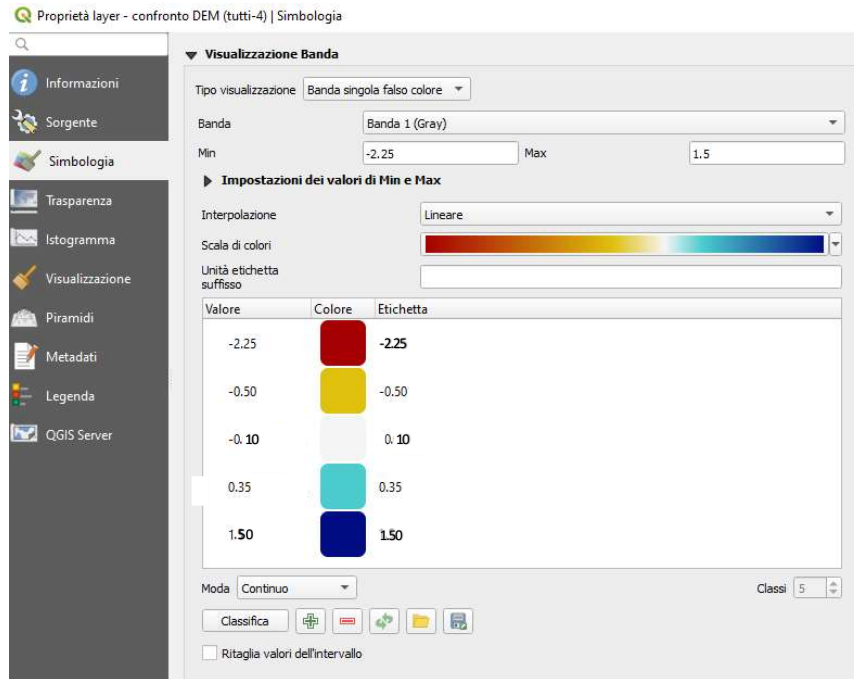 Proprietà layer - confronto DEM (tutti-4) | Simbologia
Informazioni
Sorgente
Simbologia
Trasparenza
Istogramma
Visualizzazione
Piramidi
Metadati
Legenda
QGIS Server
Visualizzazione Banda
Tipo visualizzazione Banda singola falso colore
Banda Banda 1 (Gray)
Min -2.25 Max 1.5
Impostazioni dei valori di Min e Max
Interpolazione Lineare
Scala di colori
Unità etichetta
suffisso
Valore Colore Etichetta
-2.25 -2.25
-0.50 -0.50
-0. 10 0. 10
0.35 0.35
1.50 1.50
Moda Continuo Classi 5
Classifica
Ritaglia valori dell'intervallo